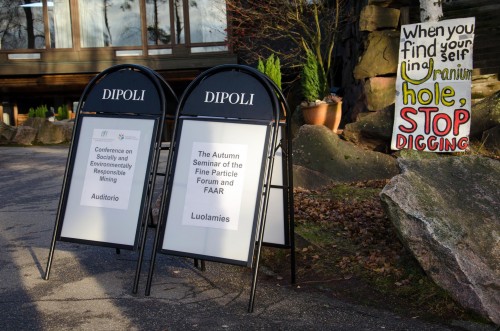 DIPOLI
Conference on
Socially and
Environmentally
Responsible
Mining
Auditorio
DIPOLI
The Autumn
Seminar of the
Fine Particle
Forum and
FAAR
Luolamies
When you
find your
self
in a
Uranium
hole,
STOP
DIGGING